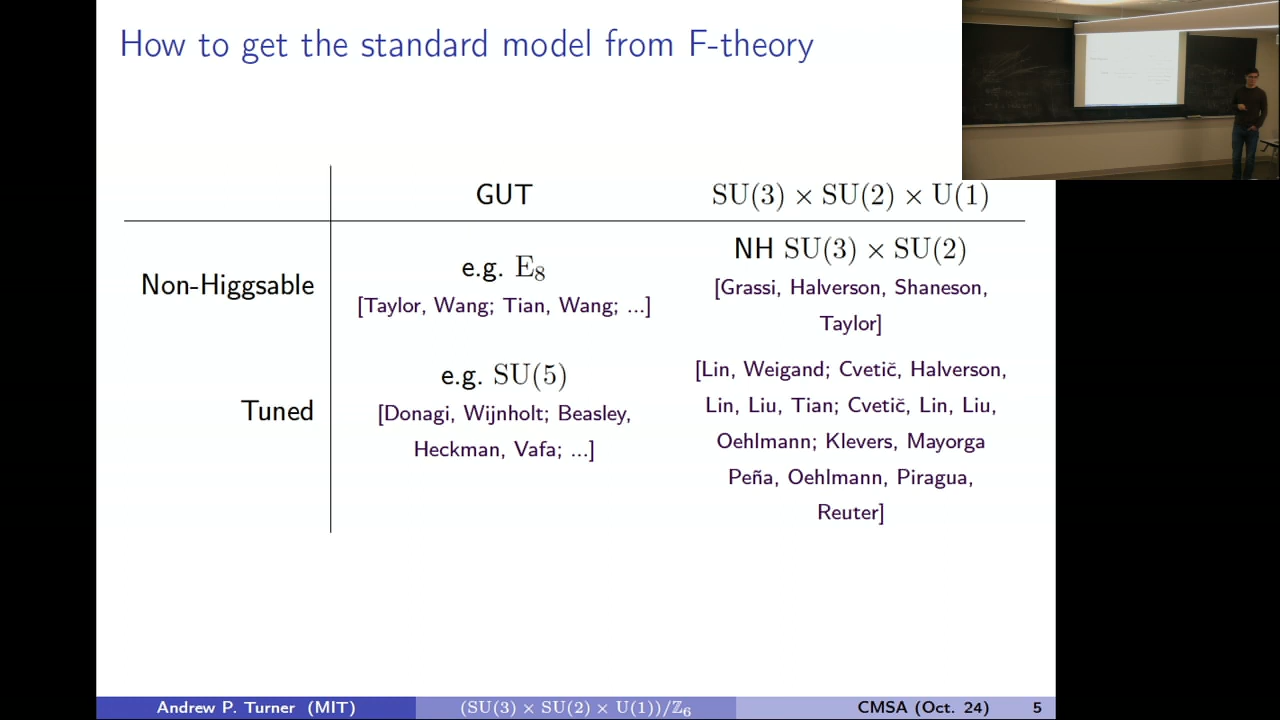 How to get the standard model from F-theory
GUT
SU(3) × SU(2) × U(1)
Non-Higgsable
e.g. E₈
[Taylor, Wang; Tian, Wang; ...]
NH SU(3) × SU(2)
[Grassi, Halverson, Shaneson,
Taylor]
Tuned
e.g. SU(5)
[Donagi, Wijnholt; Beasley,
Heckman, Vafa; ...]
[Lin, Weigand; Cvetič, Halverson,
Lin, Liu, Tian; Cvetič, Lin, Liu,
Oehlmann; Klevers, Mayorga
Peña, Oehlmann, Piragua,
Reuter]
Andrew P. Turner (MIT)
(SU(3) × SU(2) × U(1))/ℤ₆
CMSA (Oct. 24)
5